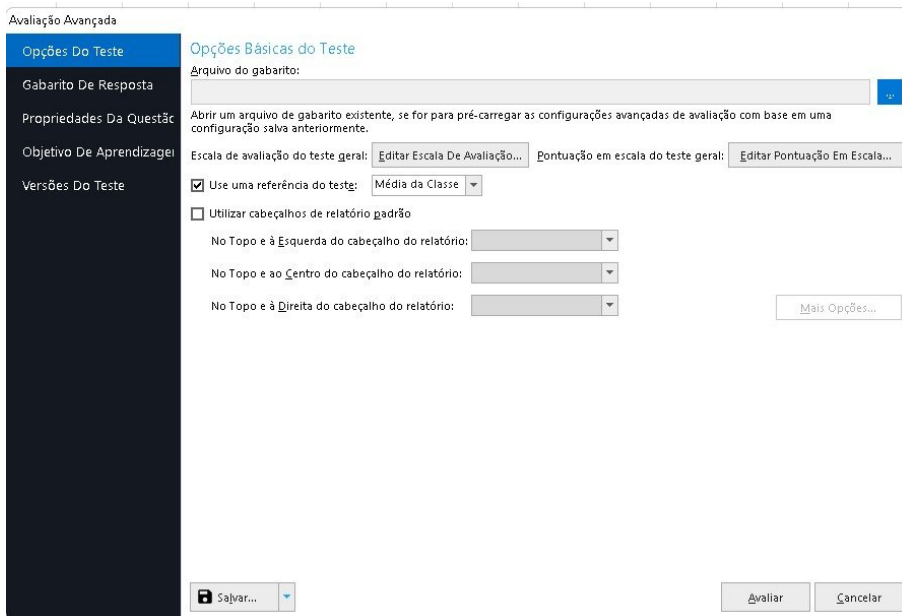 Avaliação Avançada
Opções Do Teste
Gabarito De Resposta
Propriedades Da Questãc
Objetivo De Aprendizager
Versões Do Teste
Opções Básicas do Teste
Arquivo do gabarito:
...
Abrir um arquivo de gabarito existente, se for para pré-carregar as configurações avançadas de avaliação com base em uma
configuração salva anteriormente.
Escala de avaliação do teste geral: Editar Escala De Avaliação... Pontuação em escala do teste geral: Editar Pontuação Em Escala...
Use uma referência do teste: Média da Classe
Utilizar cabeçalhos de relatório padrão
No Topo e à Esquerda do cabeçalho do relatório:
No Topo e ao Centro do cabeçalho do relatório:
No Topo e à Direita do cabeçalho do relatório:
Mais Opções...
Salvar... Avaliar Cancelar